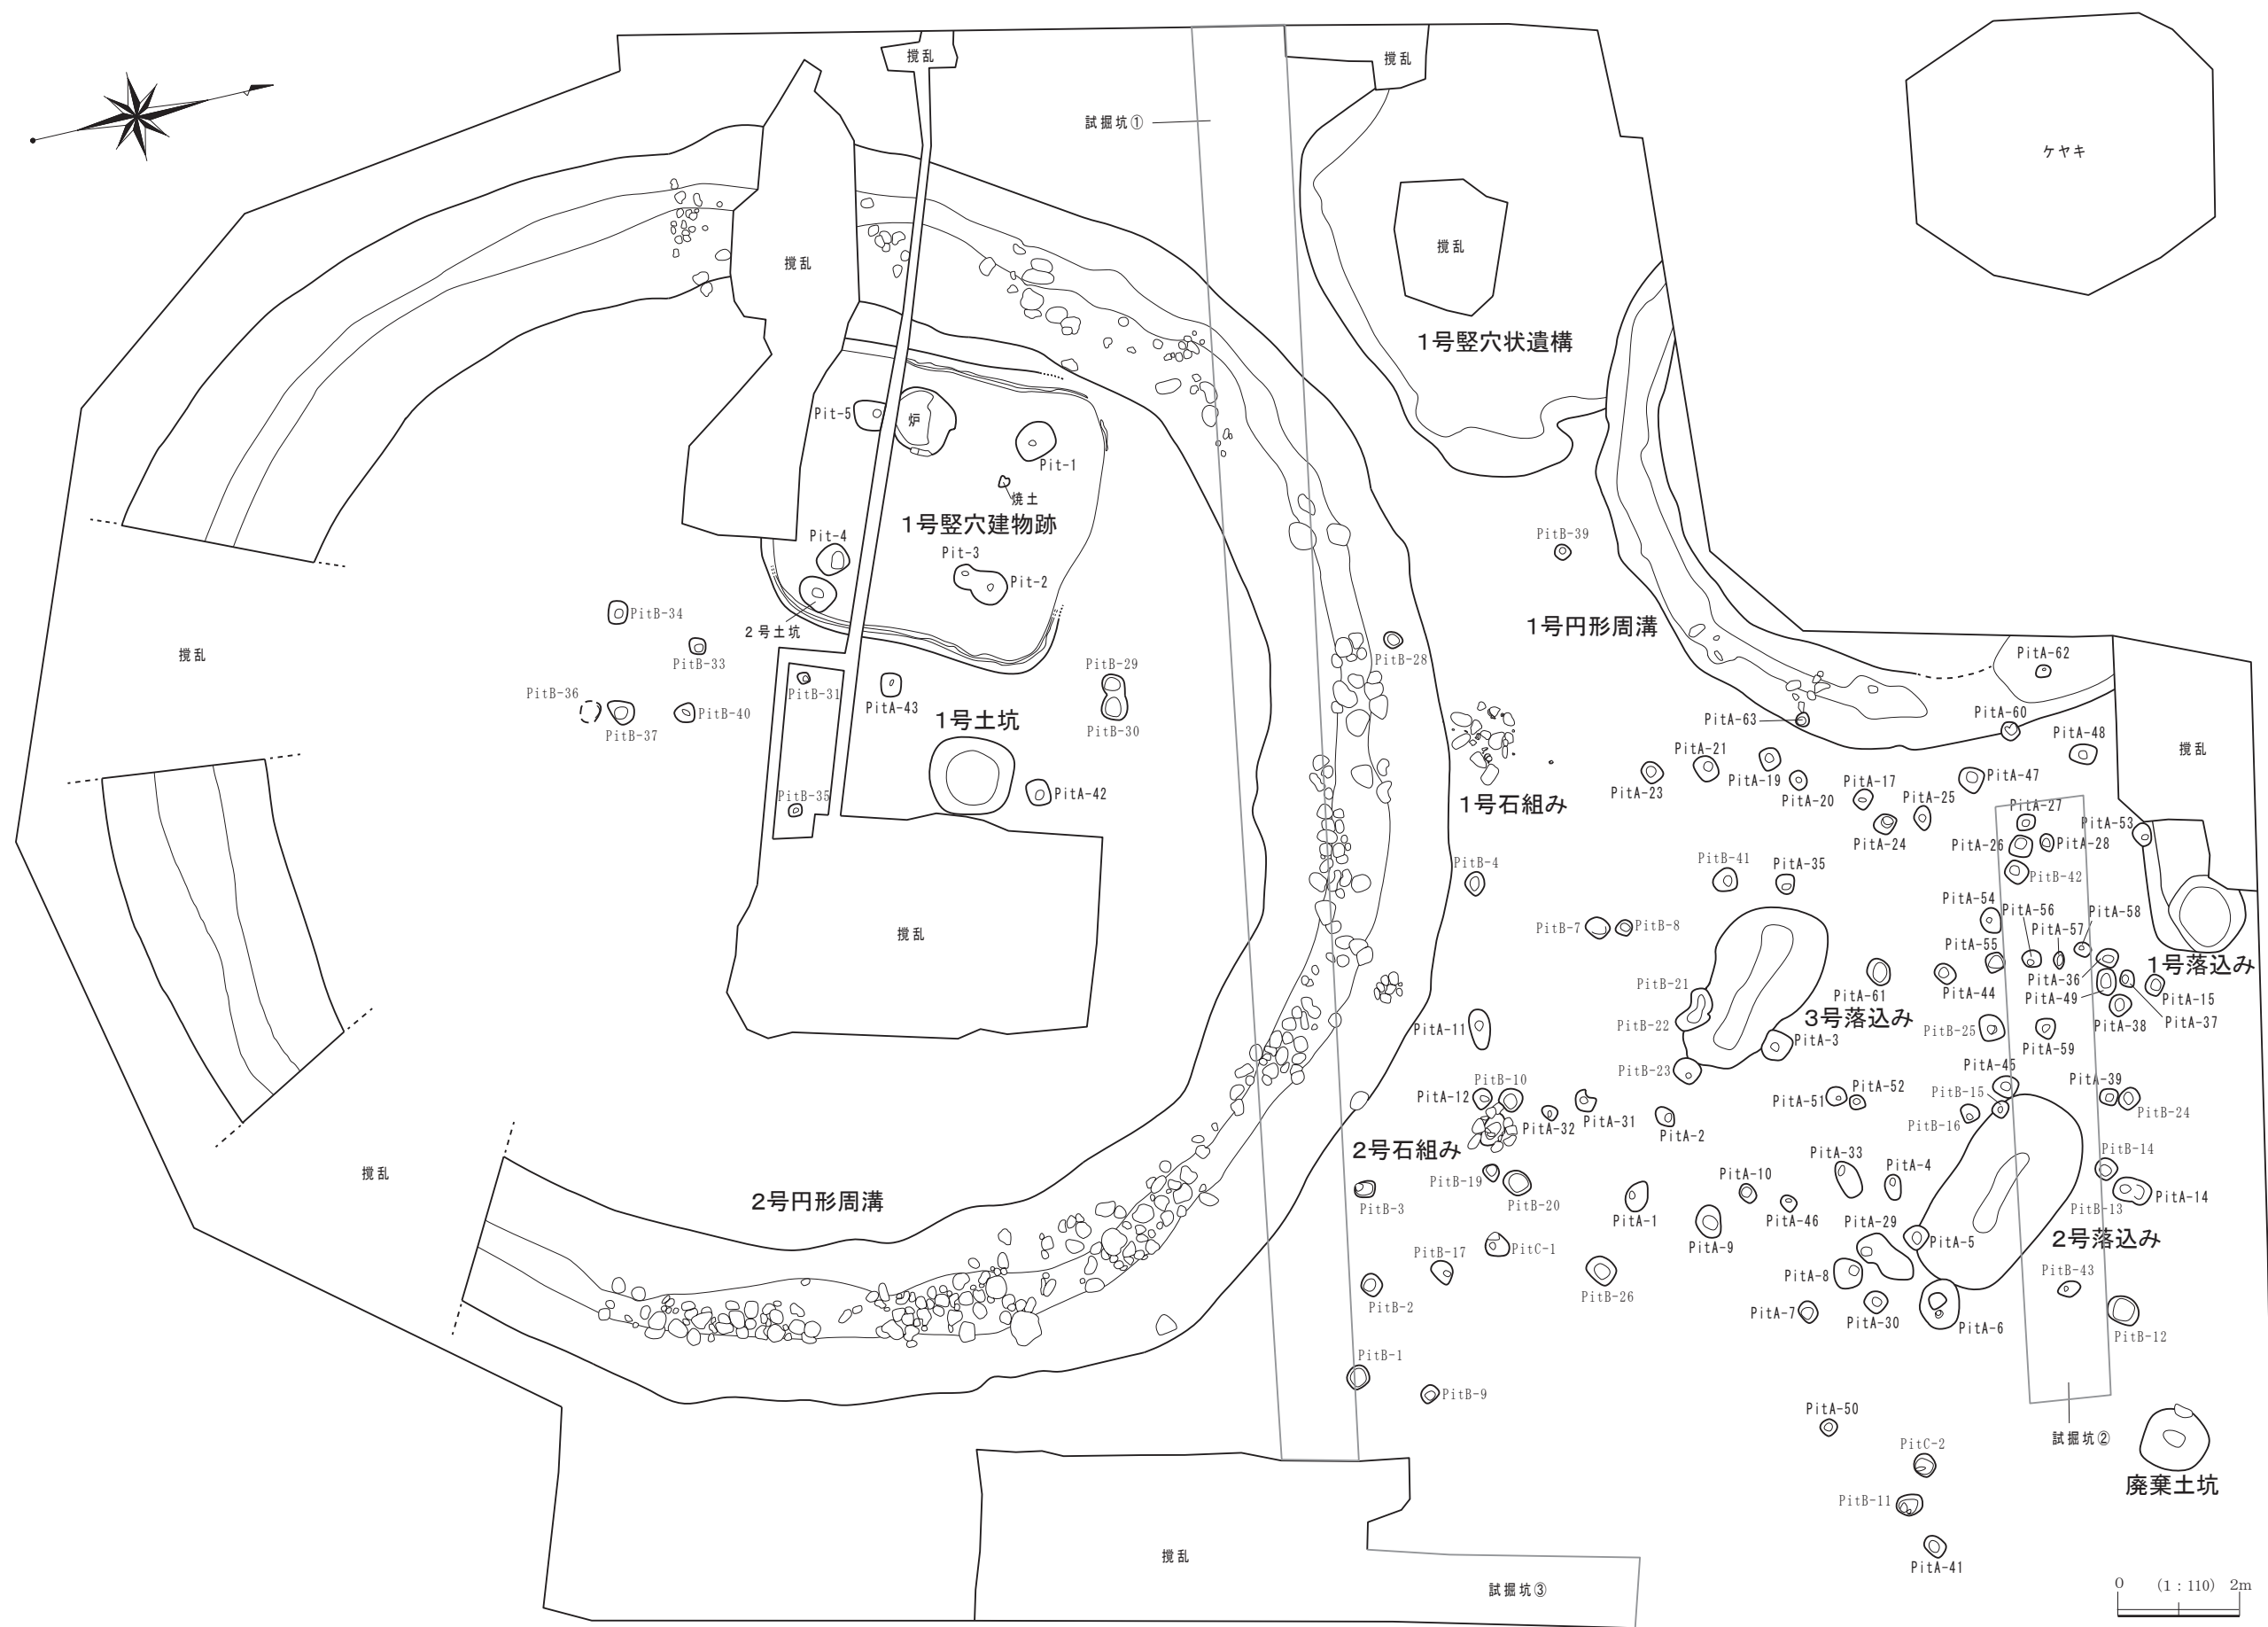 撹乱
撹乱
試掘坑①
ケヤキ
撹乱
撹乱
1号竪穴状遺構
Pit-5
炉
Pit-1
焼土
1号竪穴建物跡
Pit-4
Pit-3
Pit-2
PitB-39
2号土坑
PitB-34
PitB-33
1号円形周溝
撹乱
PitB-28
PitA-62
PitB-29
PitB-36
PitB-31
PitB-40
PitA-43
PitB-37
1号土坑
PitB-30
PitA-63
PitA-60
PitA-48
撹乱
PitA-21
PitA-19
PitA-23
PitA-20
PitA-17
PitA-47
PitB-35
PitA-42
1号石組み
PitA-25
PitA-27
PitA-53
PitA-24
PitA-26
PitA-28
PitB-4
PitB-41
PitA-35
PitB-42
PitA-54
PitA-56
PitA-58
PitB-7
PitB-8
PitA-57
撹乱
PitA-55
1号落込み
PitB-21
PitA-61
PitA-44
PitA-36
PitA-49
PitA-15
PitA-11
PitB-22
3号落込み
PitB-25
PitA-38
PitA-37
PitA-3
PitA-59
PitB-23
PitA-45
PitB-10
PitA-12
PitA-51
PitA-52
PitB-15
PitA-39
PitB-24
PitA-32
PitA-31
PitA-2
PitB-16
2号石組み
PitA-33
PitA-4
PitB-14
撹乱
PitB-19
PitA-10
2号円形周溝
PitB-3
PitB-20
PitA-1
PitA-46
PitA-29
PitB-13
PitA-14
PitB-17
PitC-1
PitA-9
PitA-5
2号落込み
PitA-8
PitB-43
PitB-2
PitB-26
PitA-7
PitA-30
PitA-6
PitB-12
PitB-1
PitB-9
PitA-50
試掘坑②
PitC-2
廃棄土坑
PitB-11
撹乱
PitA-41
試掘坑③
0 (1：110) 2m